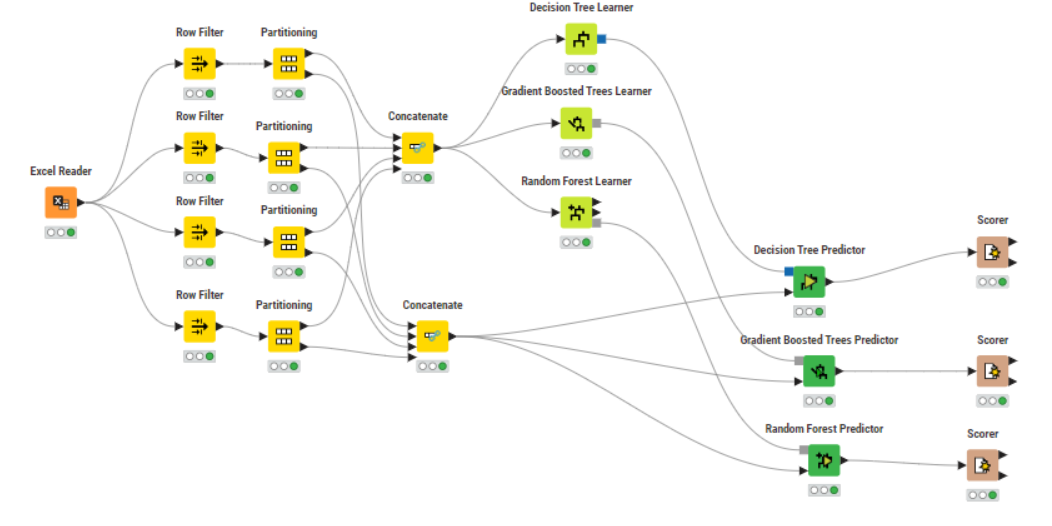 Decision Tree Learner
Row Filter
Partitioning
Gradient Boosted Trees Learner
Row Filter
Partitioning
Concatenate
Excel Reader
Random Forest Learner
Row Filter
Partitioning
Scorer
Decision Tree Predictor
Row Filter
Partitioning
Concatenate
Gradient Boosted Trees Predictor
Scorer
Random Forest Predictor
Scorer